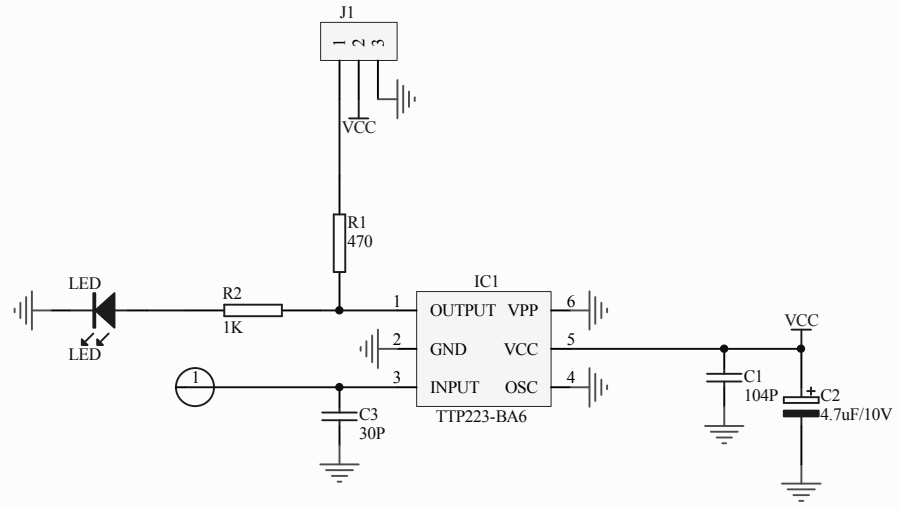 J1
1 2 3
VCC
R1
470
LED
R2
1K
LED
IC1
1 OUTPUT VPP 6
2 GND VCC 5
3 INPUT OSC 4
TTP223-BA6
VCC
1
C3
30P
C1
104P
+
C2
4.7uF/10V